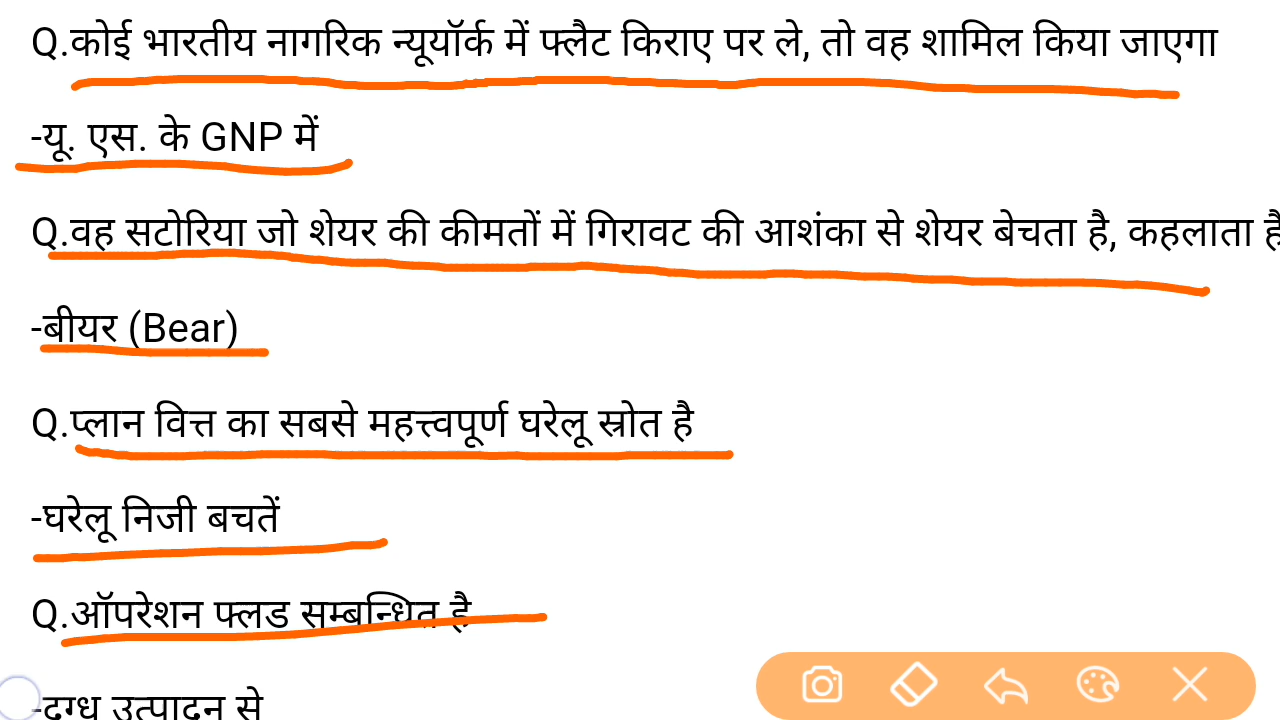 Q.कोई भारतीय नागरिक न्यूयॉर्क में फ्लैट किराए पर ले, तो वह शामिल किया जाएगा
-यू. एस. के GNP में
Q.वह सटोरिया जो शेयर की कीमतों में गिरावट की आशंका से शेयर बेचता है, कहलाता है
-बीयर (Bear)
Q.प्लान वित्त का सबसे महत्त्वपूर्ण घरेलू स्रोत है
-घरेलू निजी बचतें
Q.ऑपरेशन फ्लड सम्बन्धित है
-दुग्ध उत्पादन से